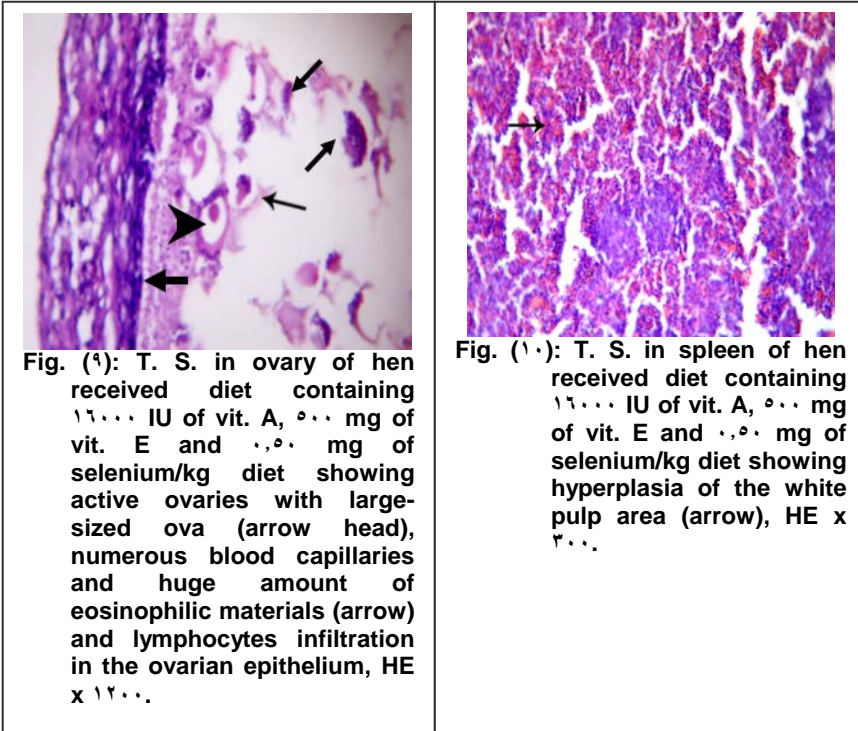 Fig. (٩): T. S. in ovary of hen
received diet containing
١٦٠٠٠ IU of vit. A, ٥٠٠ mg of
vit. E and ٠,٥٠ mg of
selenium/kg diet showing
active ovaries with large-
sized ova (arrow head),
numerous blood capillaries
and huge amount of
eosinophilic materials (arrow)
and lymphocytes infiltration
in the ovarian epithelium, HE
x ١٢٠٠.
Fig. (١٠): T. S. in spleen of hen
received diet containing
١٦٠٠٠ IU of vit. A, ٥٠٠ mg
of vit. E and ٠,٥٠ mg of
selenium/kg diet showing
hyperplasia of the white
pulp area (arrow), HE x
٣٠٠.